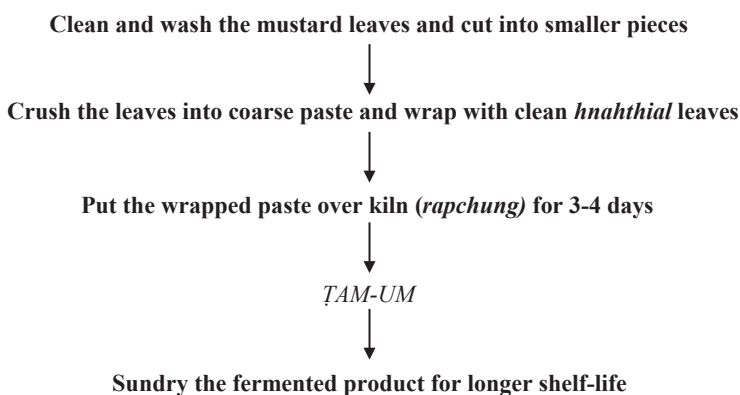 Clean and wash the mustard leaves and cut into smaller pieces
Crush the leaves into coarse paste and wrap with clean hnahthial leaves
Put the wrapped paste over kiln (rapchung) for 3-4 days
ṬAM-UM
Sundry the fermented product for longer shelf-life